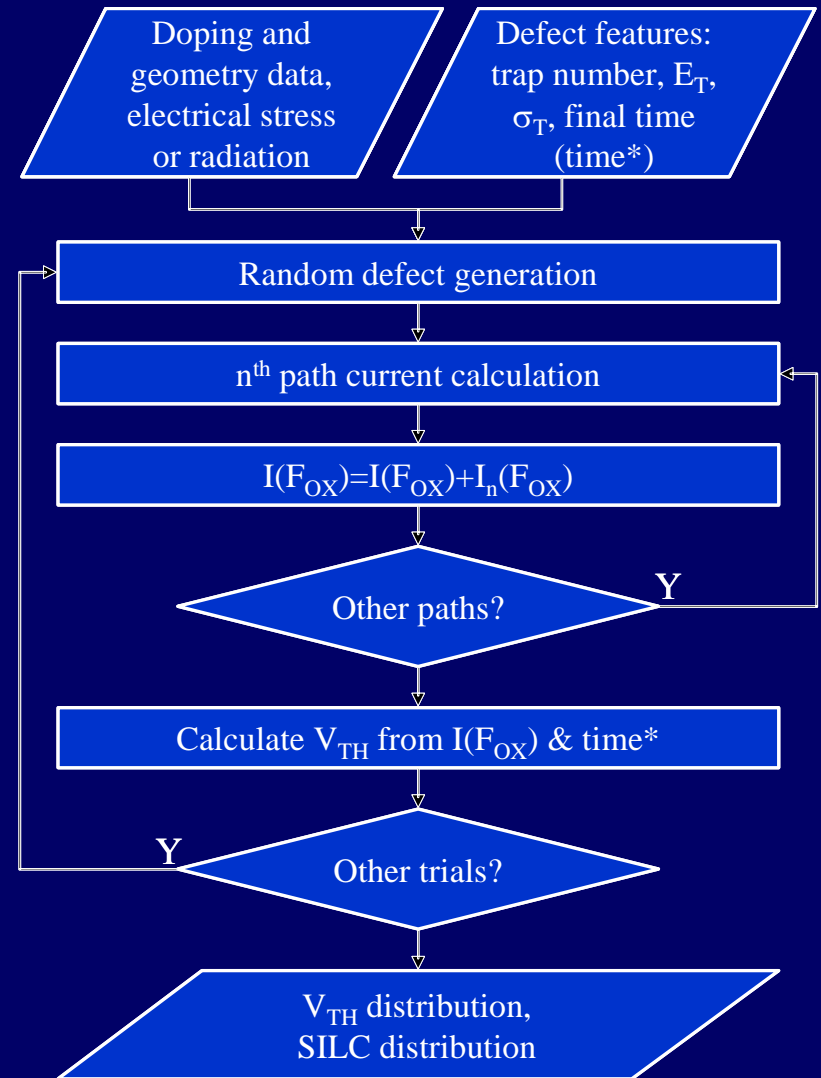 Doping and
geometry data,
electrical stress
or radiation
Defect features:
trap number, E_T,
σ_T, final time
(time*)
Random defect generation
n^th path current calculation
I(F_OX)=I(F_OX)+I_n(F_OX)
Other paths?
Y
Calculate V_TH from I(F_OX) & time*
Y
Other trials?
V_TH distribution,
SILC distribution